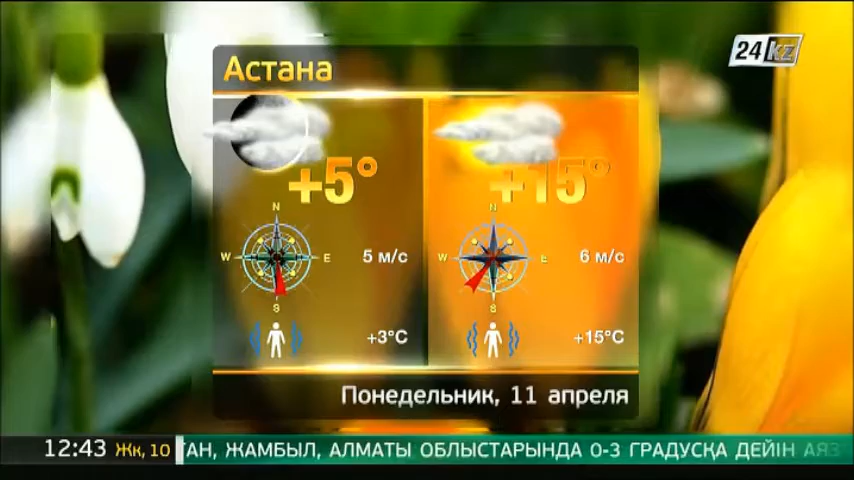 24kz
Астана
+5° +15°
N N
W E W E
5 м/с 6 м/с
S S
+3°C +15°C
Понедельник, 11 апреля
12:43 Жк, 10 ТАН, ЖАМБЫЛ, АЛМАТЫ ОБЛЫСТАРЫНДА 0-3 ГРАДУСҚА ДЕЙІН АЯЗ